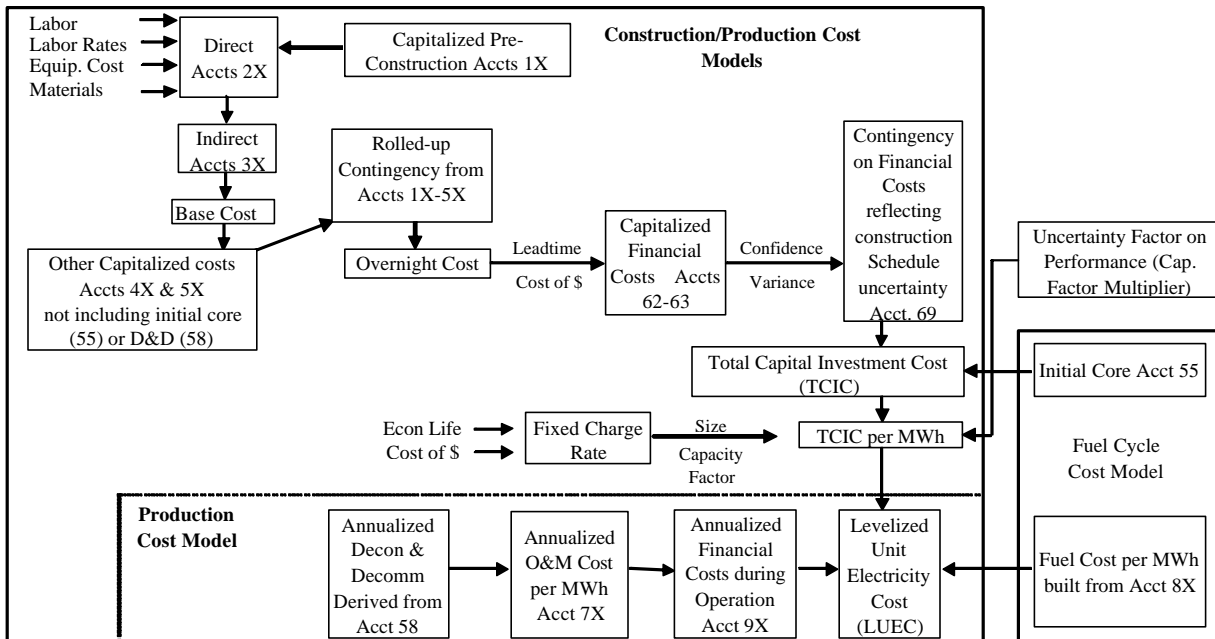 Labor
Labor Rates
Equip. Cost
Materials
Direct
Accts 2X
Capitalized Pre-
Construction Accts 1X
Construction/Production Cost
Models
Indirect
Accts 3X
Base Cost
Other Capitalized costs
Accts 4X & 5X
not including initial core
(55) or D&D (58)
Rolled-up
Contingency from
Accts 1X-5X
Overnight Cost
Leadtime
Cost of $
Capitalized
Financial
Costs Accts
62-63
Confidence
Variance
Contingency
on Financial
Costs
reflecting
construction
Schedule
uncertainty
Acct. 69
Uncertainty Factor on
Performance (Cap.
Factor Multiplier)
Total Capital Investment Cost
(TCIC)
Initial Core Acct 55
Econ Life
Cost of $
Fixed Charge
Rate
Size
Capacity
Factor
TCIC per MWh
Fuel Cycle
Cost Model
Production
Cost Model
Annualized
Decon &
Decomm
Derived from
Acct 58
Annualized
O&M Cost
per MWh
Acct 7X
Annualized
Financial
Costs during
Operation
Acct 9X
Levelized
Unit
Electricity
Cost
(LUEC)
Fuel Cost per MWh
built from Acct 8X